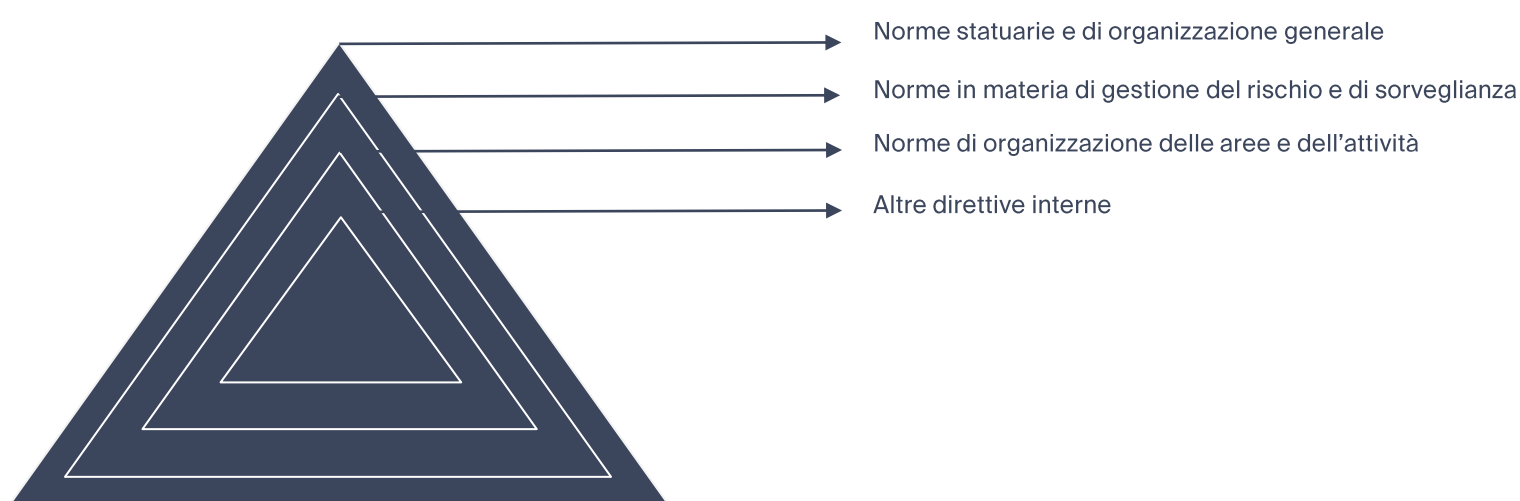 Norme statuarie e di organizzazione generale
Norme in materia di gestione del rischio e di sorveglianza
Norme di organizzazione delle aree e dell’attività
Altre direttive interne